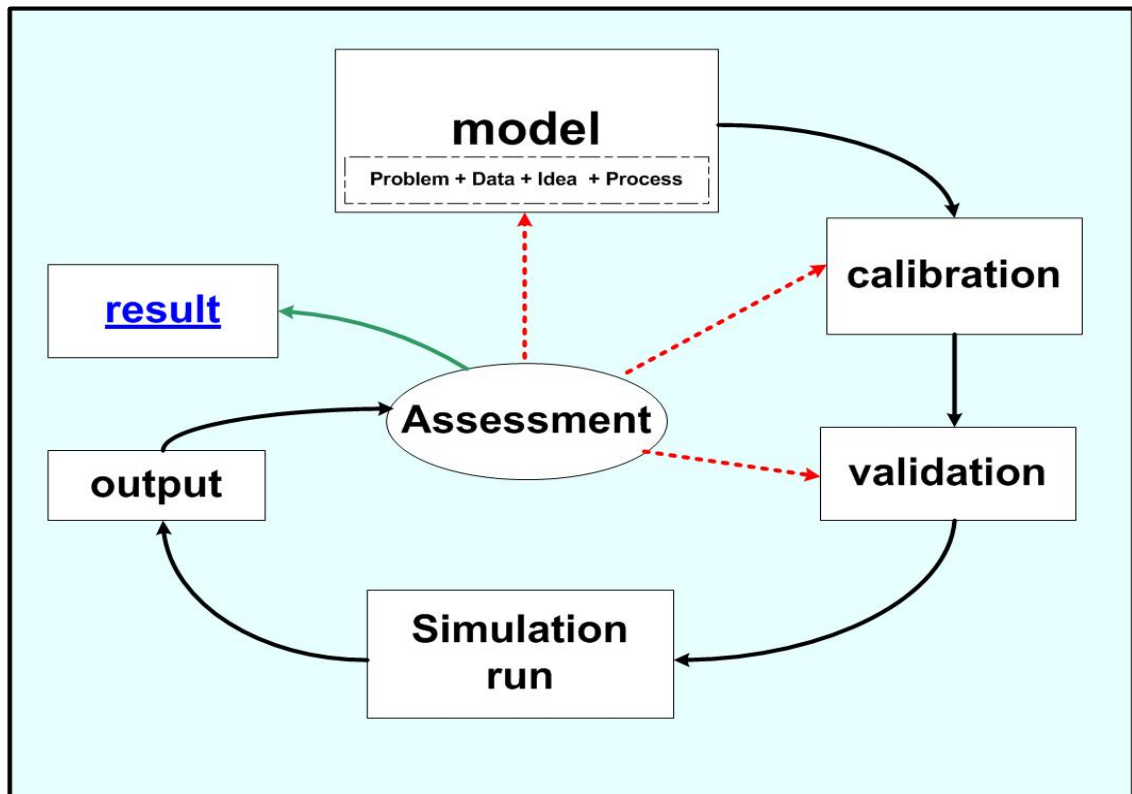 model
Problem + Data + Idea + Process
calibration
result
Assessment
validation
output
Simulation
run